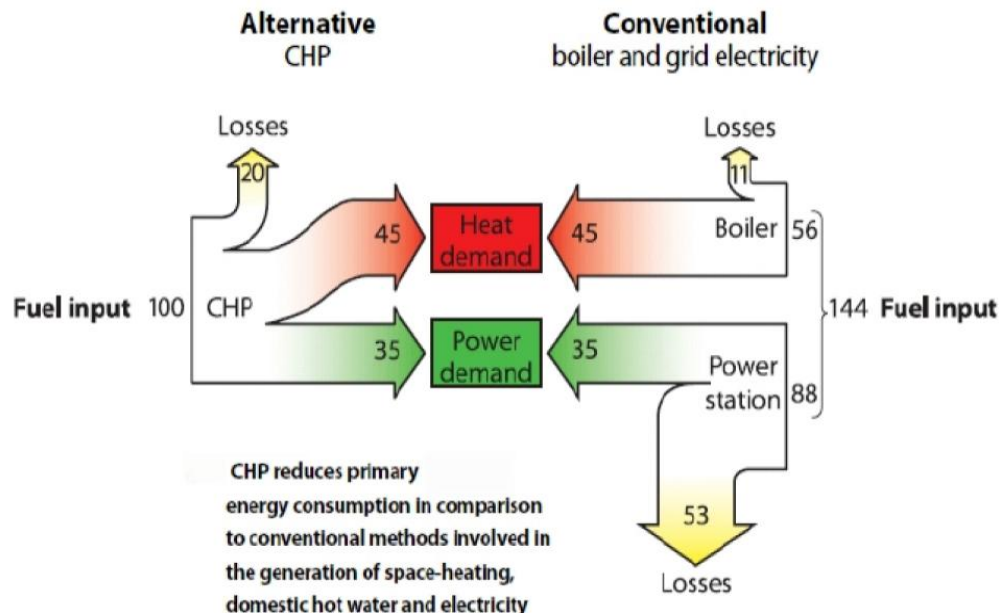 Alternative
CHP
Conventional
boiler and grid electricity
Losses
20
Losses
11
45
Heat
demand
45
Boiler
56
Fuel input 100 CHP
144 Fuel input
35
Power
demand
35
Power
station
88
53
Losses
CHP reduces primary
energy consumption in comparison
to conventional methods involved in
the generation of space-heating,
domestic hot water and electricity